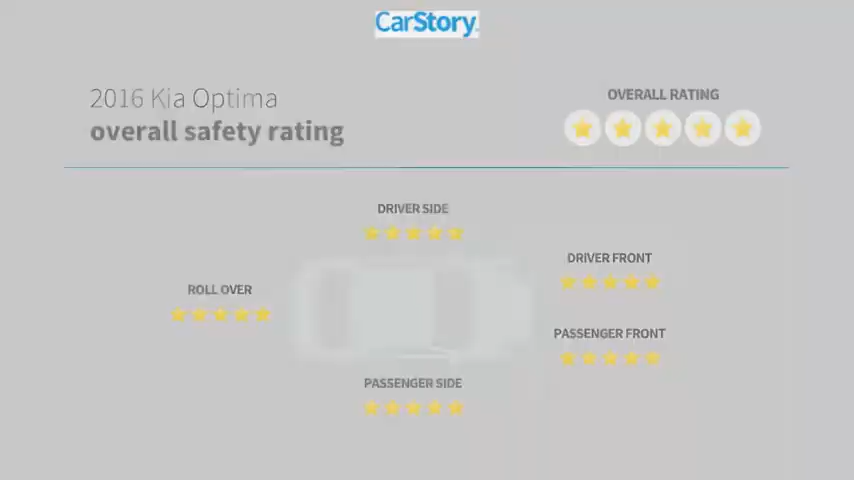 CarStory
2016 Kia Optima
overall safety rating
OVERALL RATING
DRIVER SIDE
DRIVER FRONT
ROLL OVER
PASSENGER FRONT
PASSENGER SIDE